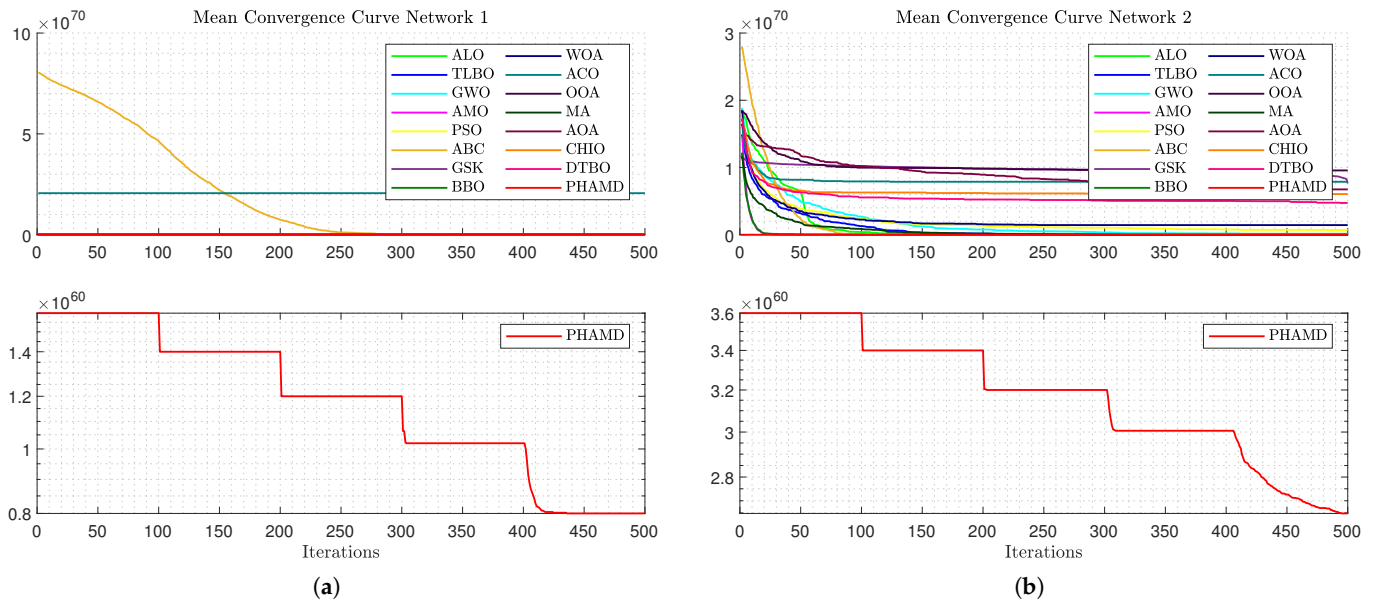 Mean Convergence Curve Network 1
×10^70
10
5
0
ALO WOA
TLBO ACO
GWO OOA
AMO MA
PSO AOA
ABC CHIO
GSK DTBO
BBO PHAMD
0 50 100 150 200 250 300 350 400 450 500
×10^60
1.4
1.2
1
0.8
PHAMD
0 50 100 150 200 250 300 350 400 450 500
Iterations
(a)
Mean Convergence Curve Network 2
×10^70
3
2
1
0
ALO WOA
TLBO ACO
GWO OOA
AMO MA
PSO AOA
ABC CHIO
GSK DTBO
BBO PHAMD
0 50 100 150 200 250 300 350 400 450 500
×10^60
3.6
3.4
3.2
3
2.8
PHAMD
0 50 100 150 200 250 300 350 400 450 500
Iterations
(b)